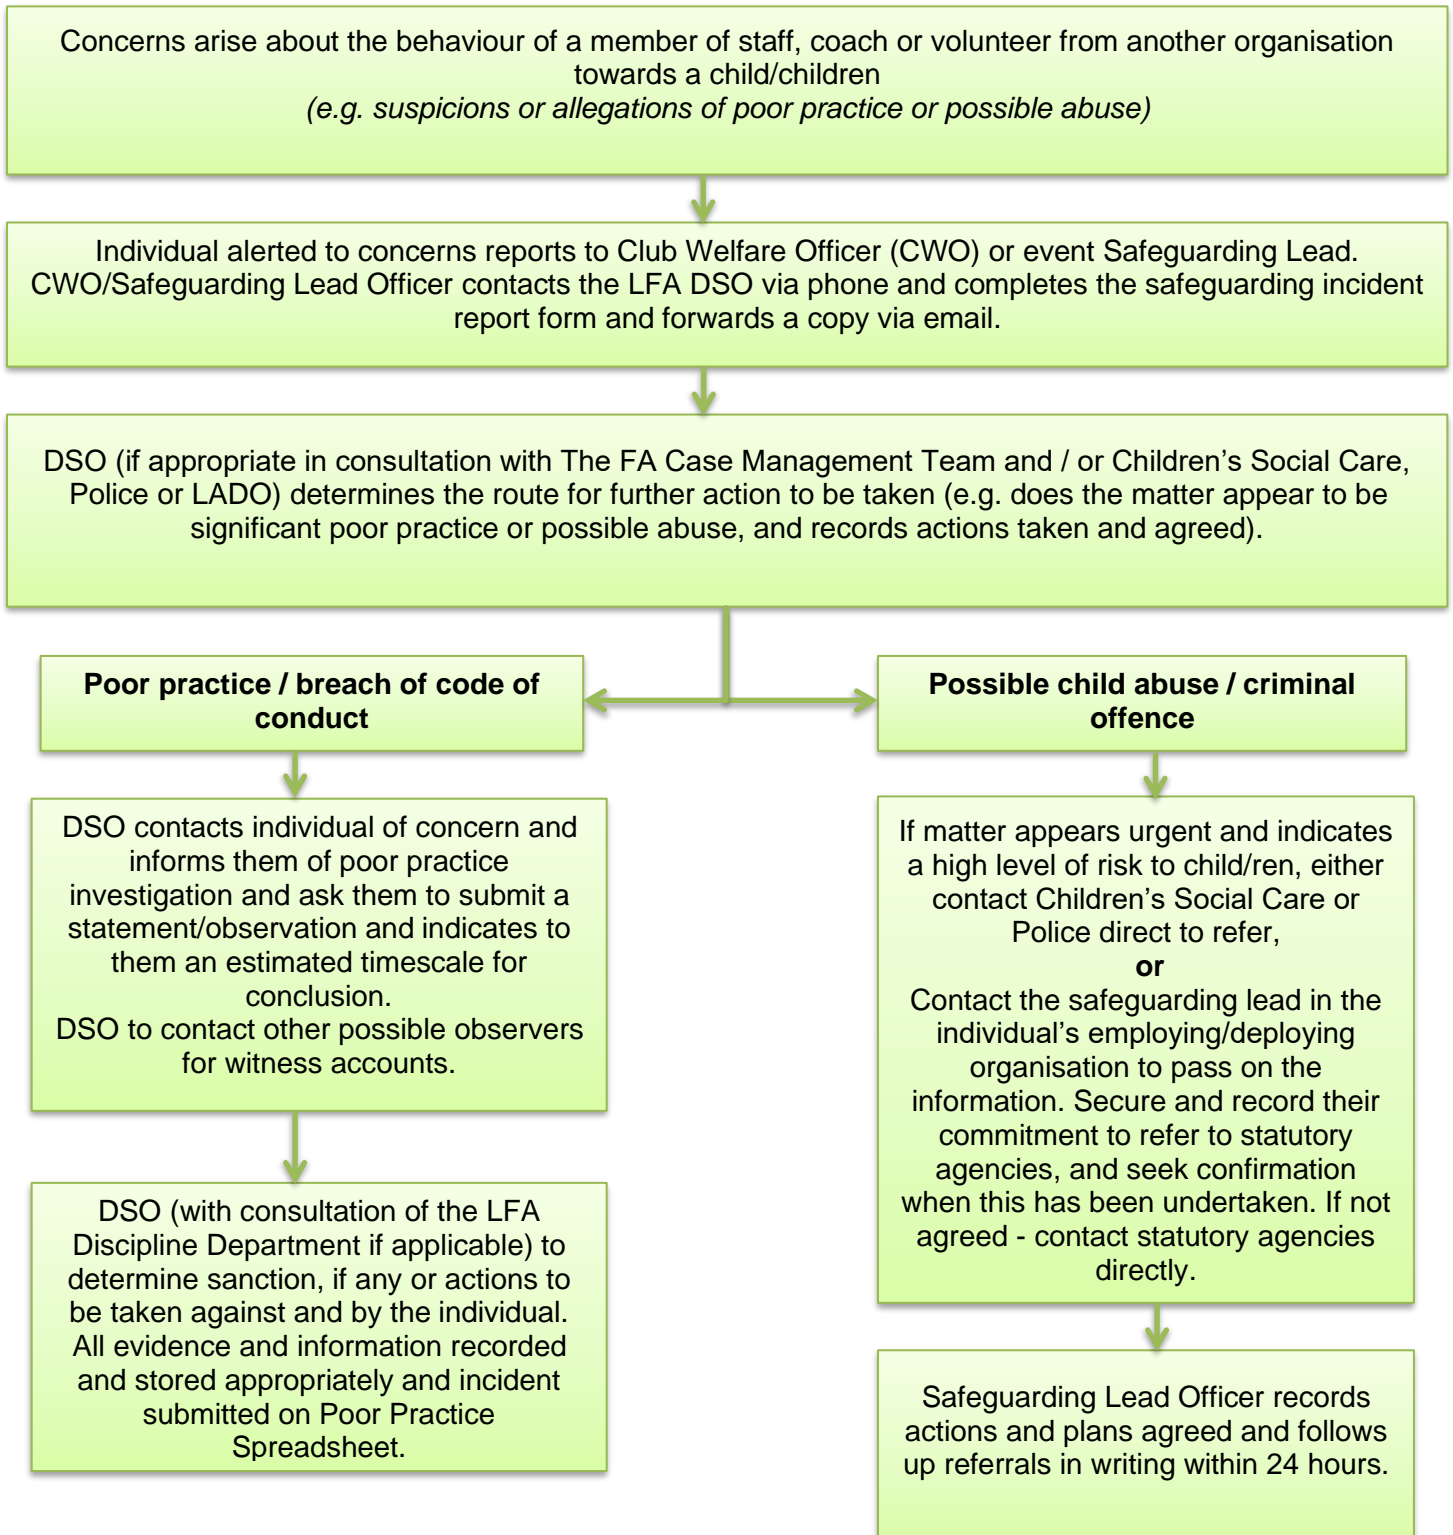 Concerns arise about the behaviour of a member of staff, coach or volunteer from another organisation
towards a child/children
(e.g. suspicions or allegations of poor practice or possible abuse)
Individual alerted to concerns reports to Club Welfare Officer (CWO) or event Safeguarding Lead.
CWO/Safeguarding Lead Officer contacts the LFA DSO via phone and completes the safeguarding incident
report form and forwards a copy via email.
DSO (if appropriate in consultation with The FA Case Management Team and / or Children's Social Care,
Police or LADO) determines the route for further action to be taken (e.g. does the matter appear to be
significant poor practice or possible abuse, and records actions taken and agreed).
Poor practice / breach of code of
conduct
DSO contacts individual of concern and
informs them of poor practice
investigation and ask them to submit a
statement/observation and indicates to
them an estimated timescale for
conclusion.
DSO to contact other possible observers
for witness accounts.
DSO (with consultation of the LFA
Discipline Department if applicable) to
determine sanction, if any or actions to
be taken against and by the individual.
All evidence and information recorded
and stored appropriately and incident
submitted on Poor Practice
Spreadsheet.
Possible child abuse / criminal
offence
If matter appears urgent and indicates
a high level of risk to child/ren, either
contact Children's Social Care or
Police direct to refer,
or
Contact the safeguarding lead in the
individual's employing/deploying
organisation to pass on the
information. Secure and record their
commitment to refer to statutory
agencies, and seek confirmation
when this has been undertaken. If not
agreed - contact statutory agencies
directly.
Safeguarding Lead Officer records
actions and plans agreed and follows
up referrals in writing within 24 hours.